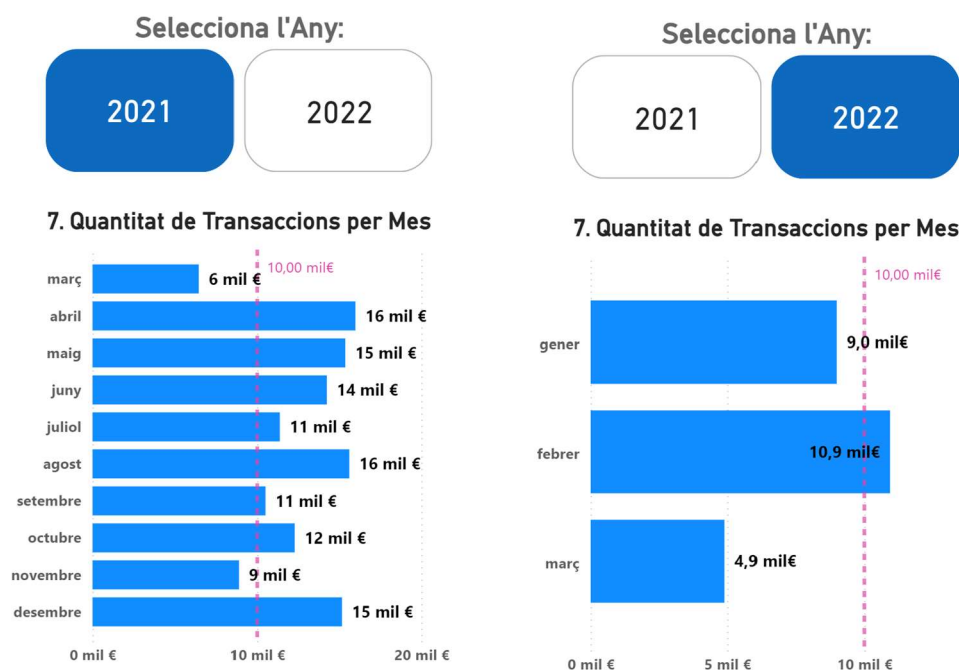 Selecciona l'Any:
2021
2022
7. Quantitat de Transaccions per Mes
10,00 mil€
març
6 mil €
abril
16 mil €
maig
15 mil €
juny
14 mil €
juliol
11 mil €
agost
16 mil €
setembre
11 mil €
octubre
12 mil €
novembre
9 mil €
desembre
15 mil €
0 mil €
10 mil €
20 mil €
Selecciona l'Any:
2021
2022
7. Quantitat de Transaccions per Mes
10,00 mil€
gener
9,0 mil€
febrer
10,9 mil€
març
4,9 mil€
0 mil €
5 mil €
10 mil €